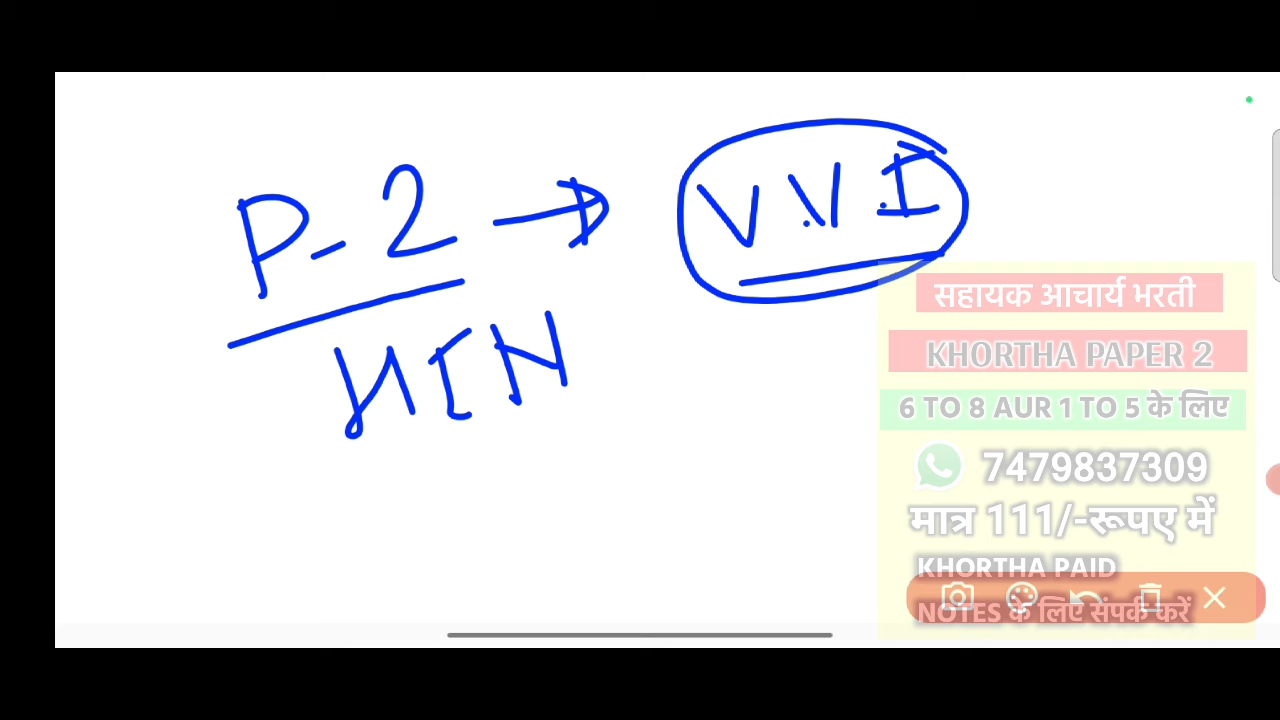 P-2 → V.V.I
HIN
सहायक आचार्य भरती
KHORTHA PAPER 2
6 TO 8 AUR 1 TO 5 के लिए
7479837309
मात्र 111/-रूपए में
KHORTHA PAID
NOTES के लिए संपर्क करें